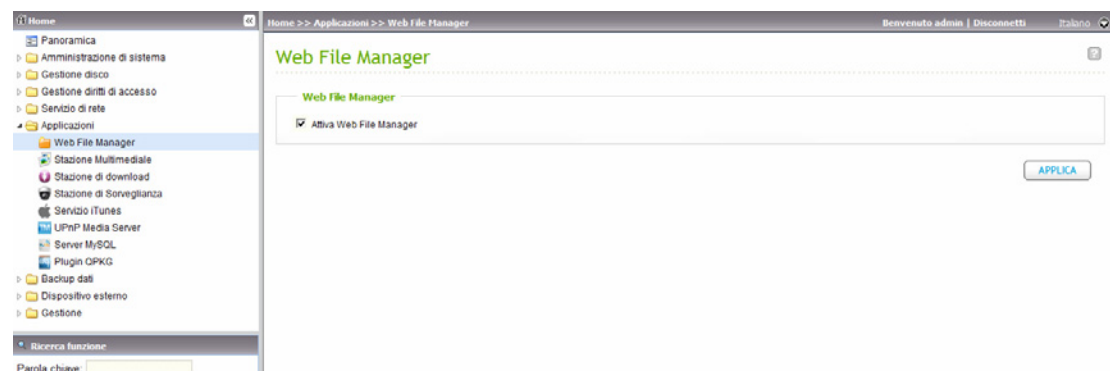 Home
Home >> Applicazioni >> Web File Manager
Benvenuto admin | Disconnetti
Italiano
Panoramica
Amministrazione di sistema
Gestione disco
Gestione diritti di accesso
Servizio di rete
Applicazioni
Web File Manager
Stazione Multimediale
Stazione di download
Stazione di Sorveglianza
Servizio iTunes
UPnP Media Server
Server MySQL
Plugin QPKG
Backup dati
Dispositivo esterno
Gestione
Ricerca funzione
Parola chiave:
Web File Manager
Web File Manager
Attiva Web File Manager
APPLICA